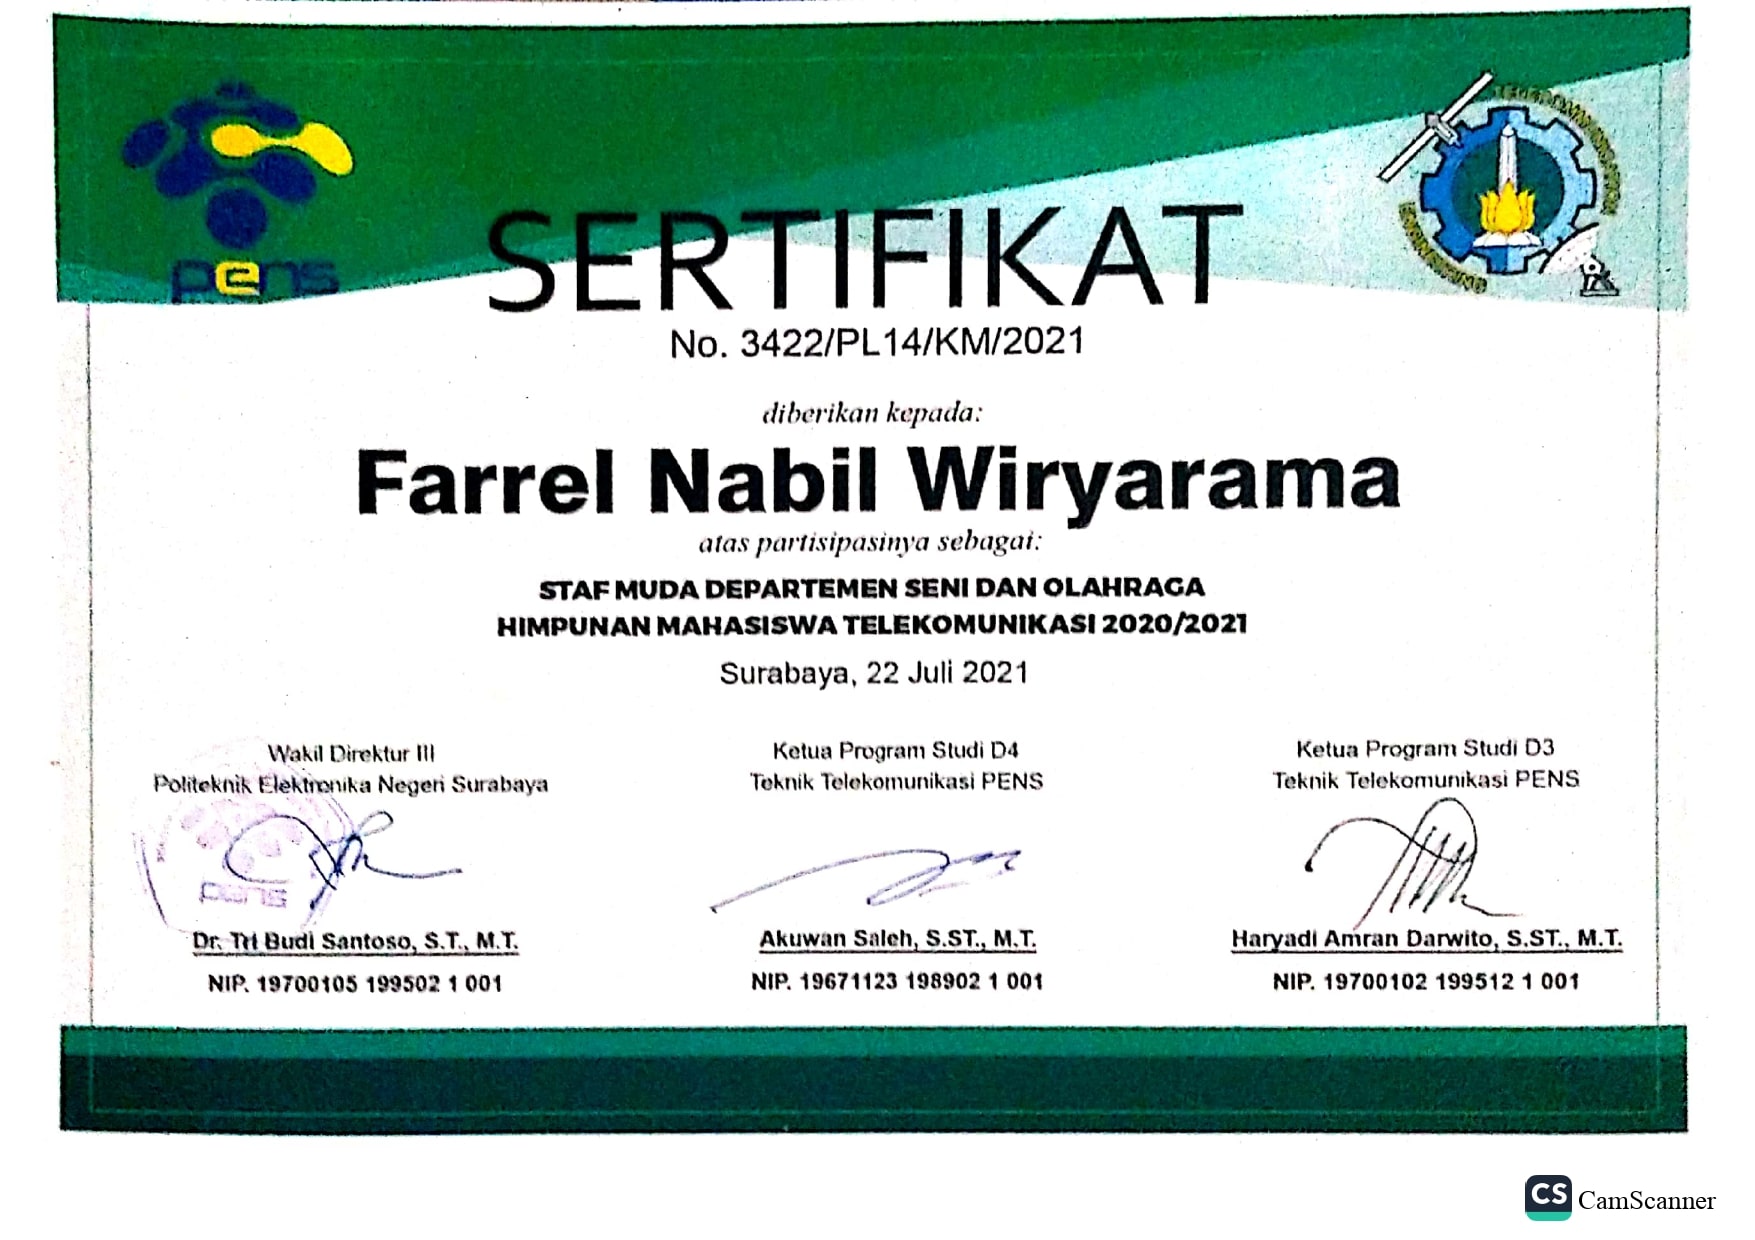 pens
SERTIFIKAT
No. 3422/PL14/KM/2021
diberikan kepada:
Farrel Nabil Wiryarama
atas partisipasinya sebagai:
STAF MUDA DEPARTEMEN SENI DAN OLAHRAGA
HIMPUNAN MAHASISWA TELEKOMUNIKASI 2020/2021
Surabaya, 22 Juli 2021
Wakil Direktur III
Politeknik Elektronika Negeri Surabaya
pens
Dr. Tri Budi Santoso, S.T., M.T.
NIP. 19700105 199502 1 001
Ketua Program Studi D4
Teknik Telekomunikasi PENS
Akuwan Saleh, S.ST., M.T.
NIP. 19671123 198902 1 001
Ketua Program Studi D3
Teknik Telekomunikasi PENS
Haryadi Amran Darwito, S.ST., M.T.
NIP. 19700102 199512 1 001
CS CamScanner